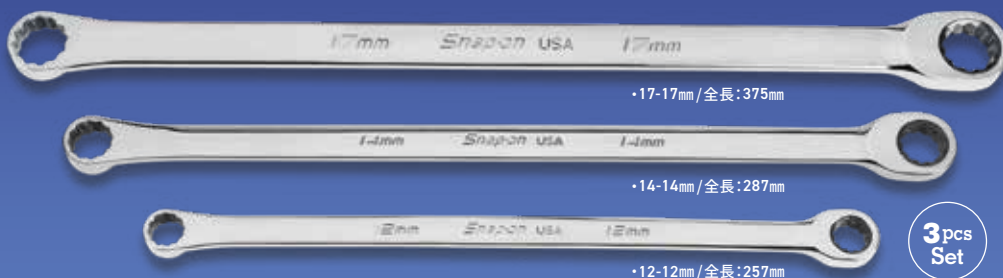 17mm Snap-on USA 17mm
・17-17㎜/全長:375㎜
14mm Snap-on USA 14mm
・14-14㎜/全長:287㎜
12mm Snap-on USA 12mm
・12-12㎜/全長:257㎜
3pcs
Set